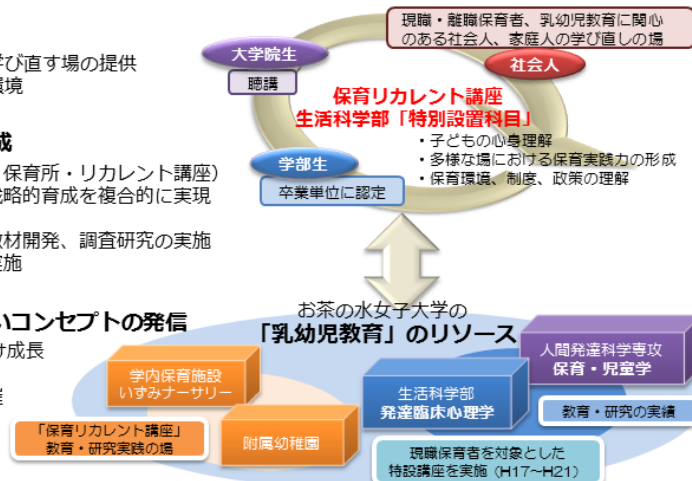 現職・離職保育者、乳幼児教育に関心
のある社会人、家庭人の学び直しの場
大学院生
社会人
聴講
保育リカレント講座
生活科学部「特別設置科目」
・子どもの心身理解
・多様な場における保育実践力の形成
・保育環境、制度、政策の理解
学部生
卒業単位に認定
学び直す場の提供
環境
成
保育所・リカレント講座）
戦略的育成を複合的に実現
教材開発、調査研究の実施
実施
いコンセプトの発信
け成長
お茶の水女子大学の
「乳幼児教育」のリソース
人間発達科学専攻
保育・児童学
学内保育施設
いずみナーサリー
生活科学部
発達臨床心理学
教育・研究の実績
「保育リカレント講座」
教育・研究実践の場
附属幼稚園
現職保育者を対象とした
特設講座を実施（H17～H21）